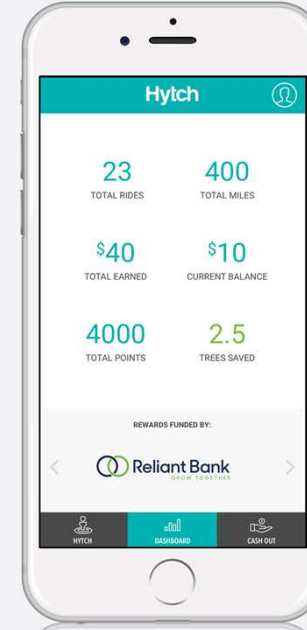 Hytch
23 400
TOTAL RIDES TOTAL MILES
$40 $10
TOTAL EARNED CURRENT BALANCE
4000 2.5
TOTAL POINTS TREES SAVED
REWARDS FUNDED BY:
Reliant Bank
GROW TOGETHER
HYTCH DASHBOARD CASH OUT